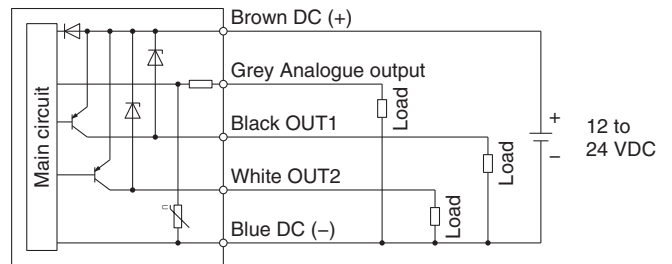 Brown DC (+)
Grey Analogue output
Main circuit
Load
Black OUT1
+
12 to
−
24 VDC
Load
White OUT2
Load
Blue DC (−)